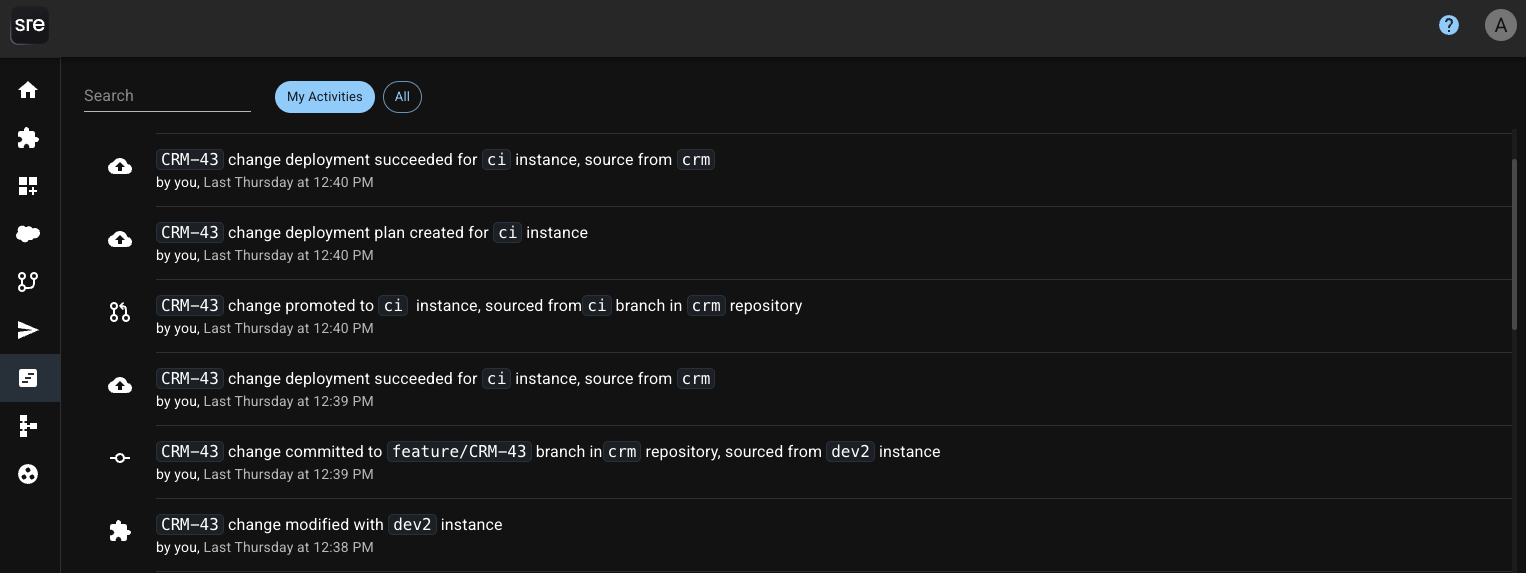 sre
?
A
Search
My Activities
All
CRM-43 change deployment succeeded for ci instance, source from crm
by you, Last Thursday at 12:40 PM
CRM-43 change deployment plan created for ci instance
by you, Last Thursday at 12:40 PM
CRM-43 change promoted to ci instance, sourced from ci branch in crm repository
by you, Last Thursday at 12:40 PM
CRM-43 change deployment succeeded for ci instance, source from crm
by you, Last Thursday at 12:39 PM
CRM-43 change committed to feature/CRM-43 branch in crm repository, sourced from dev2 instance
by you, Last Thursday at 12:39 PM
CRM-43 change modified with dev2 instance
by you, Last Thursday at 12:38 PM